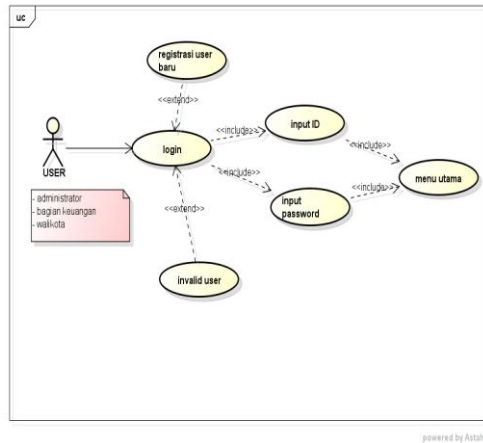 uc
registrasi user
baru
<<extend>>
<<include>>
input ID
USER
login
<<include>>
<<include>>
menu utama
- administrator
- bagian keuangan
- walikota
input
password
<<include>>
<<extend>>
invalid user
powered by Astah